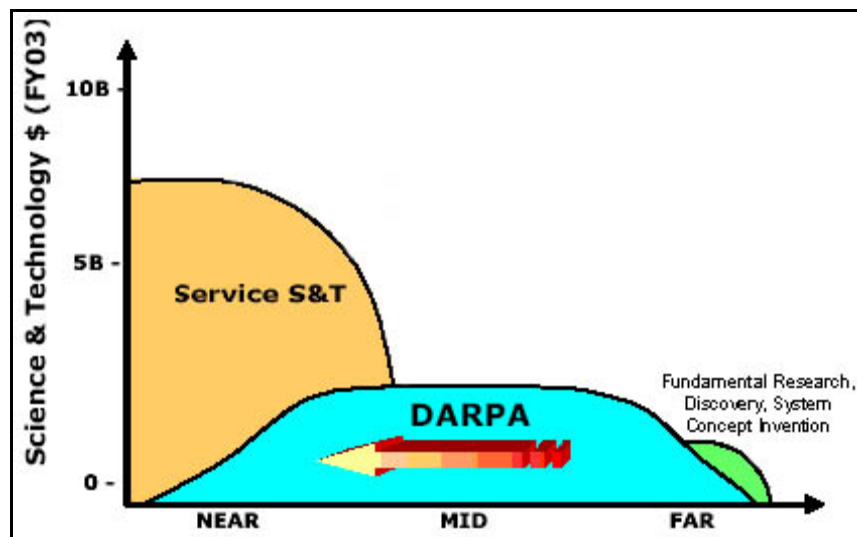 Science & Technology $ (FY03)
10B -
5B -
0 -
Service S&T
DARPA
Fundamental Research,
Discovery, System
Concept Invention
NEAR MID FAR